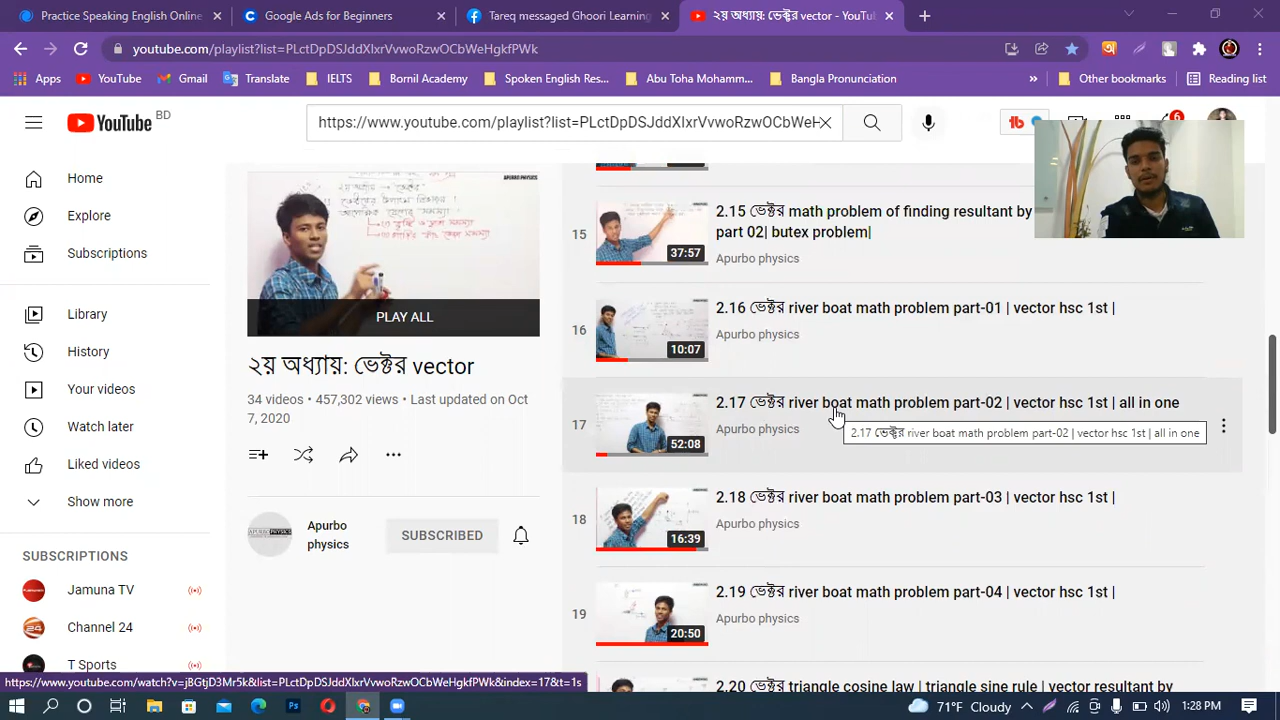 Practice Speaking Online
Google Ads for Beginners
Tareq messaged Ghoori Learning
২য় অধ্যায়: ভেক্টর vector - YouTu
youtube.com/playlist?list=PLctDpDSJddXlxrVvwoRzwOCbWeHgkfPWk
Apps
YouTube
Gmail
Translate
IELTS
Bornil Academy
Spoken English Res...
Abu Toha Mohamm...
Bangla Pronunciation
»
Other bookmarks
Reading list
YouTube BD
https://www.youtube.com/playlist?list=PLctDpDSJddXlxrVvwoRzwOCbWeH
6
Home
Explore
Subscriptions
Library
History
Your videos
Watch later
Liked videos
Show more
SUBSCRIPTIONS
Jamuna TV
Channel 24
T Sports
APURBO PHYSICS
PLAY ALL
২য় অধ্যায়: ভেক্টর vector
34 videos • 457,302 views • Last updated on Oct
7, 2020
Apurbo
physics
SUBSCRIBED
15
37:57
2.15 ভেক্টর math problem of finding resultant by
part 02| butex problem|
Apurbo physics
16
10:07
2.16 ভেক্টর river boat math problem part-01 | vector hsc 1st |
Apurbo physics
17
52:08
2.17 ভেক্টর river boat math problem part-02 | vector hsc 1st | all in one
Apurbo physics
2.17 ভেক্টর river boat math problem part-02 | vector hsc 1st | all in one
18
16:39
2.18 ভেক্টর river boat math problem part-03 | vector hsc 1st |
Apurbo physics
19
20:50
2.19 ভেক্টর river boat math problem part-04 | vector hsc 1st |
Apurbo physics
2.20 ভেক্টর triangle cosine law | triangle sine rule | vector resultant by
https://www.youtube.com/watch?v=jBGtjD3Mr5k&list=PLctDpDSJddXlxrVvwoRzwOCbWeHgkfPWk&index=17&t=1s
71°F Cloudy
1:28 PM